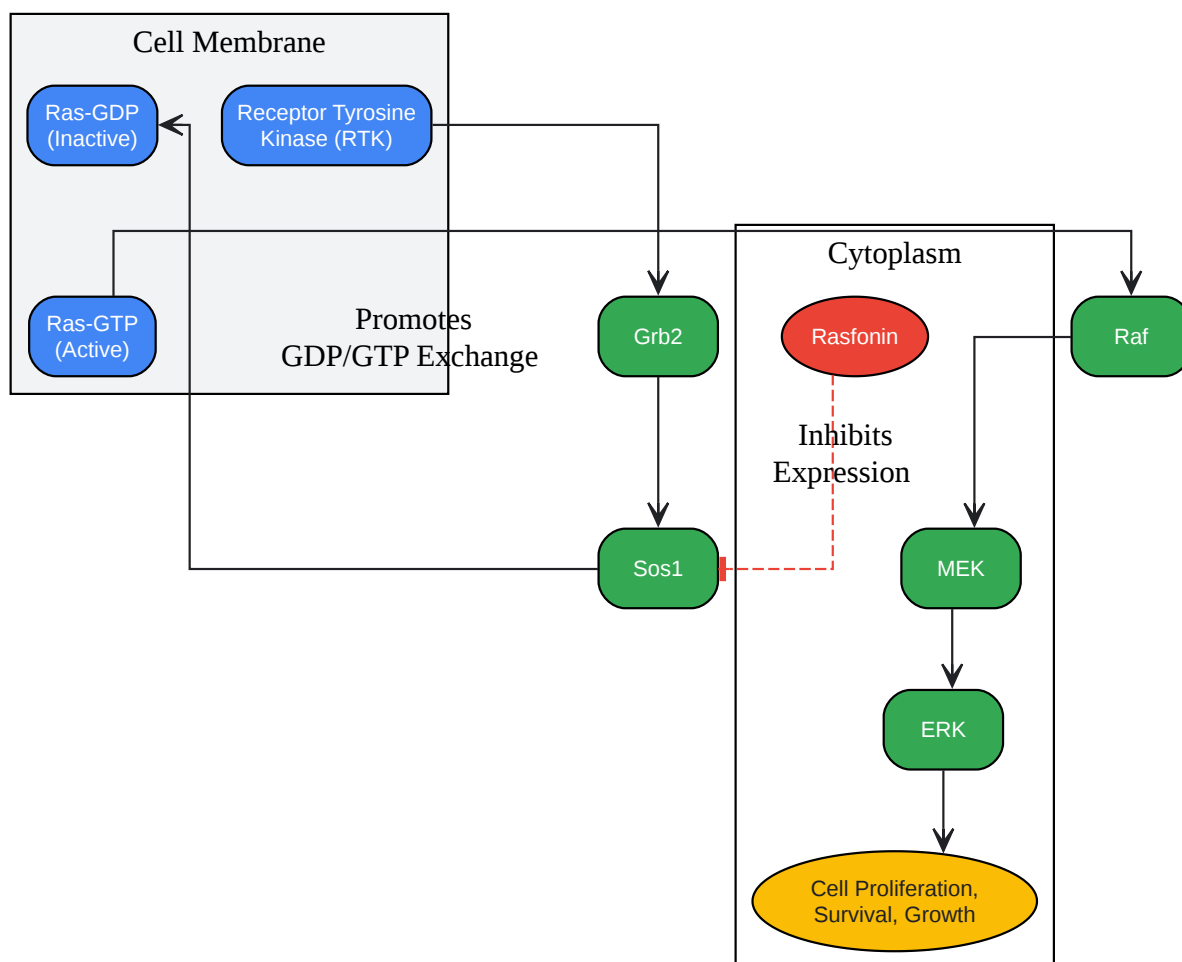 Cell Membrane
Ras-GDP
(Inactive)
Receptor Tyrosine
Kinase (RTK)
Ras-GTP
(Active)
Promotes
GDP/GTP Exchange
Grb2
Sos1
Cytoplasm
Rasfonin
Inhibits
Expression
Raf
MEK
ERK
Cell Proliferation,
Survival, Growth